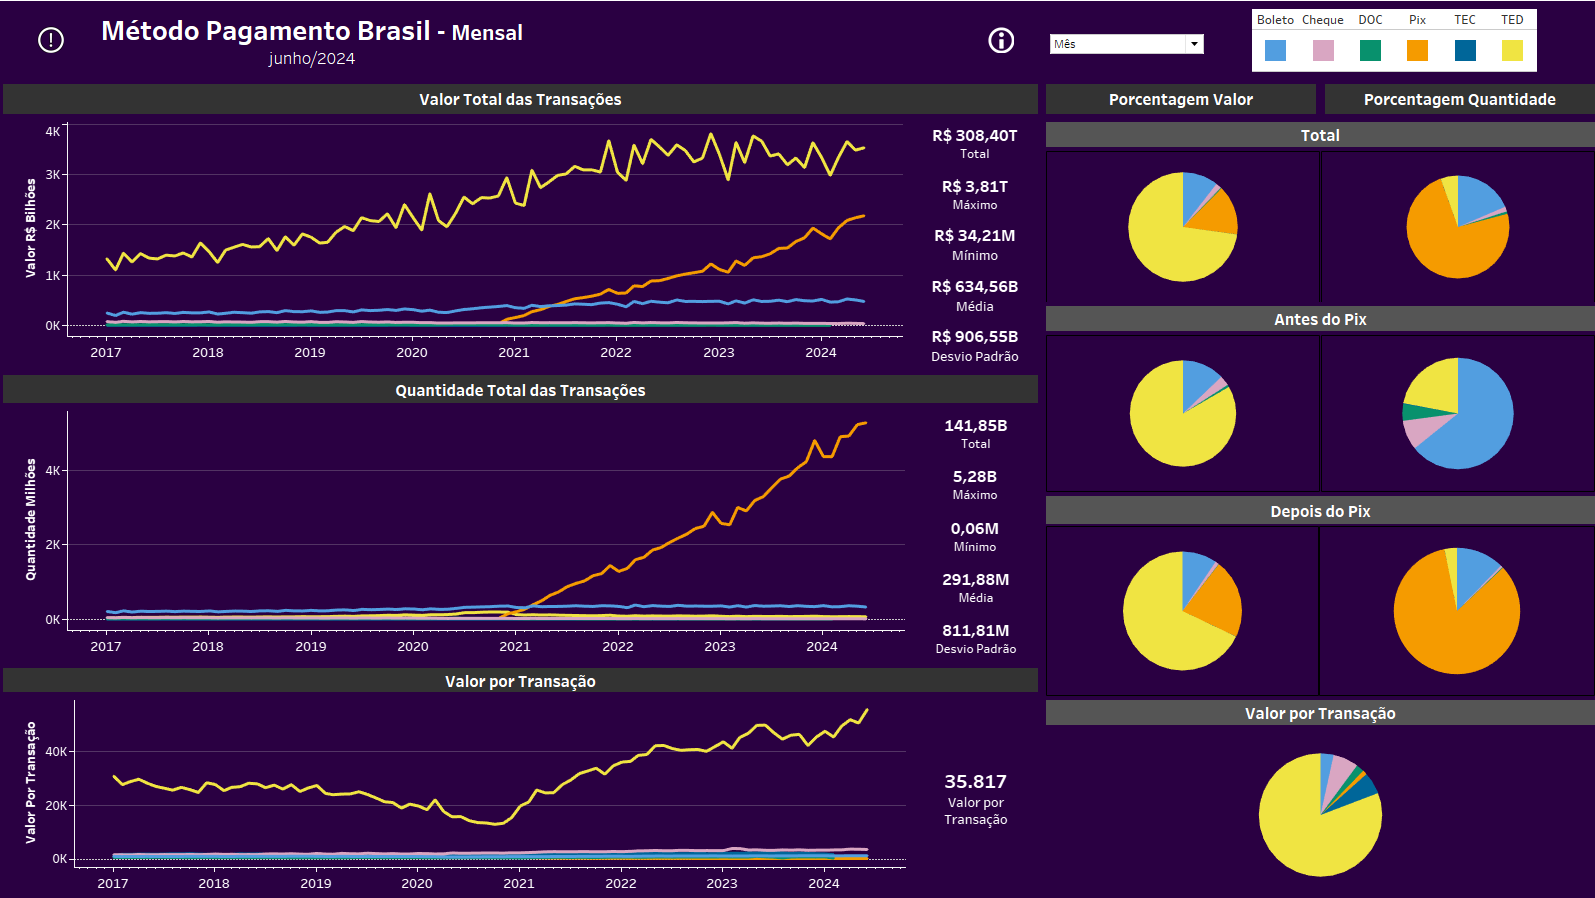 Método Pagamento Brasil - Mensal
junho/2024
Mês
Boleto Cheque DOC Pix TEC TED
Valor Total das Transações
Valor R$ Bilhões
4K
3K
2K
1K
0K
2017 2018 2019 2020 2021 2022 2023 2024
R$ 308,40T
Total
R$ 3,81T
Máximo
R$ 34,21M
Mínimo
R$ 634,56B
Média
R$ 906,55B
Desvio Padrão
Quantidade Total das Transações
Quantidade Milhões
4K
2K
0K
2017 2018 2019 2020 2021 2022 2023 2024
141,85B
Total
5,28B
Máximo
0,06M
Mínimo
291,88M
Média
811,81M
Desvio Padrão
Valor por Transação
Valor Por Transação
40K
20K
0K
2017 2018 2019 2020 2021 2022 2023 2024
35.817
Valor por
Transação
Porcentagem Valor
Porcentagem Quantidade
Total
Antes do Pix
Depois do Pix
Valor por Transação